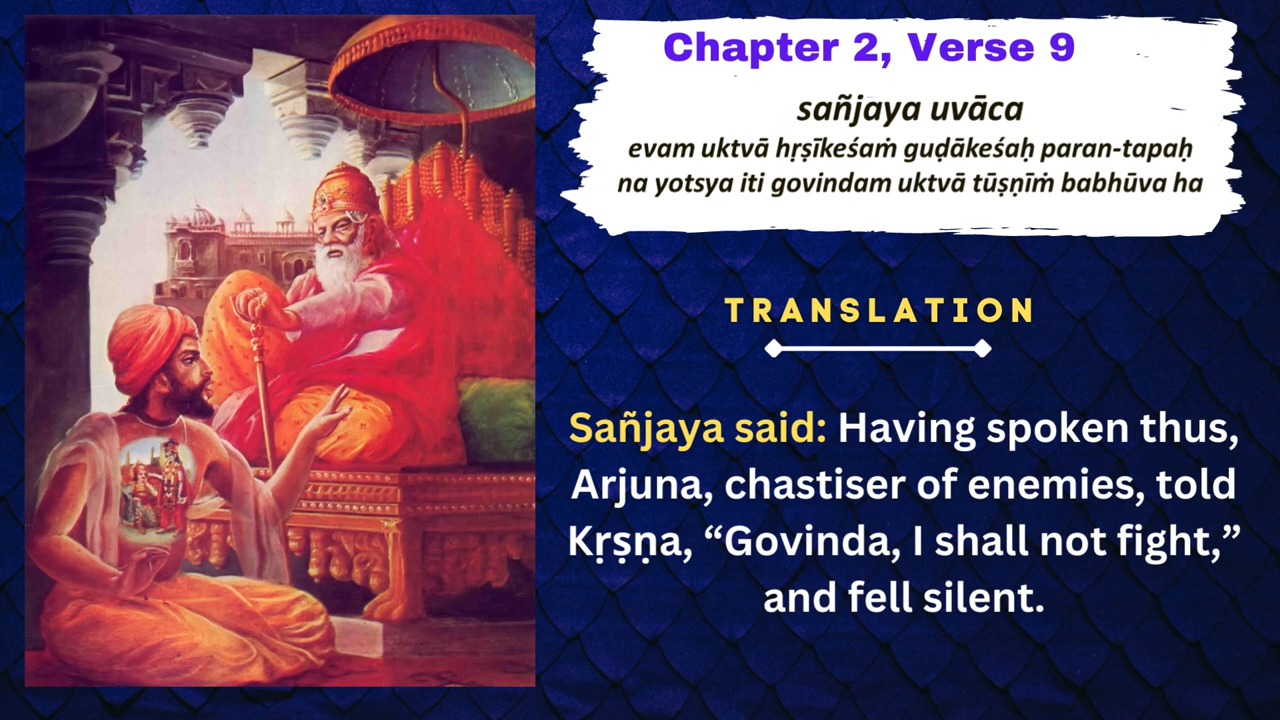 Chapter 2, Verse 9
sañjaya uvāca
evam uktvā hṛṣīkeśaṁ guḍākeśaḥ paran-tapaḥ
na yotsya iti govindam uktvā tūṣṇīṁ babhūva ha
TRANSLATION
Sañjaya said: Having spoken thus,
Arjuna, chastiser of enemies, told
Kṛṣṇa, “Govinda, I shall not fight,”
and fell silent.